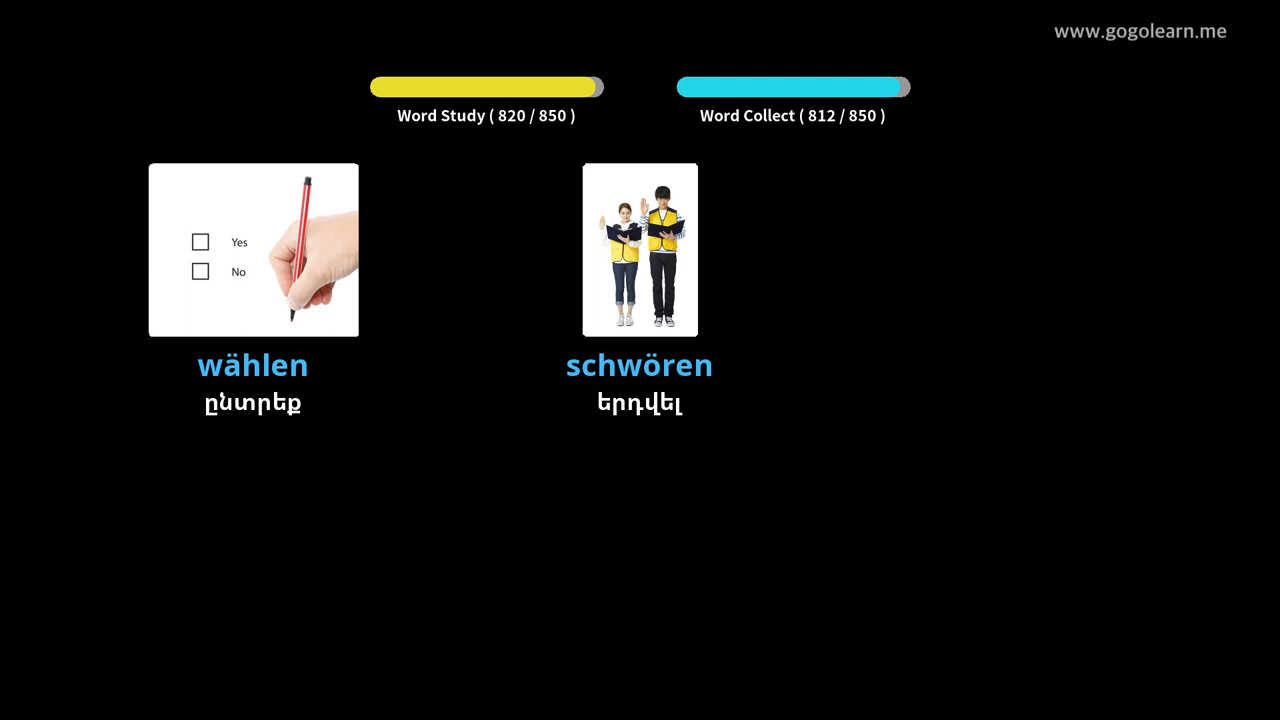 www.gogolearn.me
Word Study ( 820 / 850 )
Word Collect ( 812 / 850 )
Yes
No
wählen
ընտրեք
schwören
երդվել